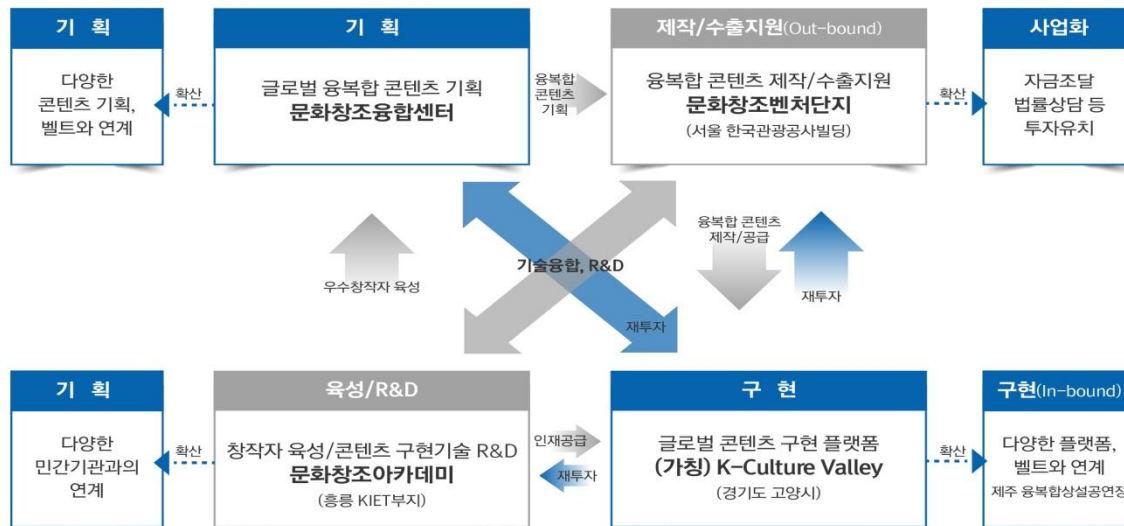 기 획
다양한
콘텐츠 기획,
벨트와 연계
확산
기 획
글로벌 융복합 콘텐츠 기획
문화창조융합센터
융복합
콘텐츠
기획
제작/수출지원(Out-bound)
융복합 콘텐츠 제작/수출지원
문화창조벤처단지
(서울 한국관광공사빌딩)
확산
사업화
자금조달
법률상담 등
투자유치
우수창작자 육성
기술융합, R&D
재투자
융복합 콘텐츠
제작/공급
재투자
기 획
다양한
민간기관과의
연계
확산
육성/R&D
창작자 육성/콘텐츠 구현기술 R&D
문화창조아카데미
(흥릉 KIET부지)
인재공급
재투자
구 현
글로벌 콘텐츠 구현 플랫폼
(가칭) K-Culture Valley
(경기도 고양시)
확산
구현(In-bound)
다양한 플랫폼,
벨트와 연계
제주 융복합상설공연장